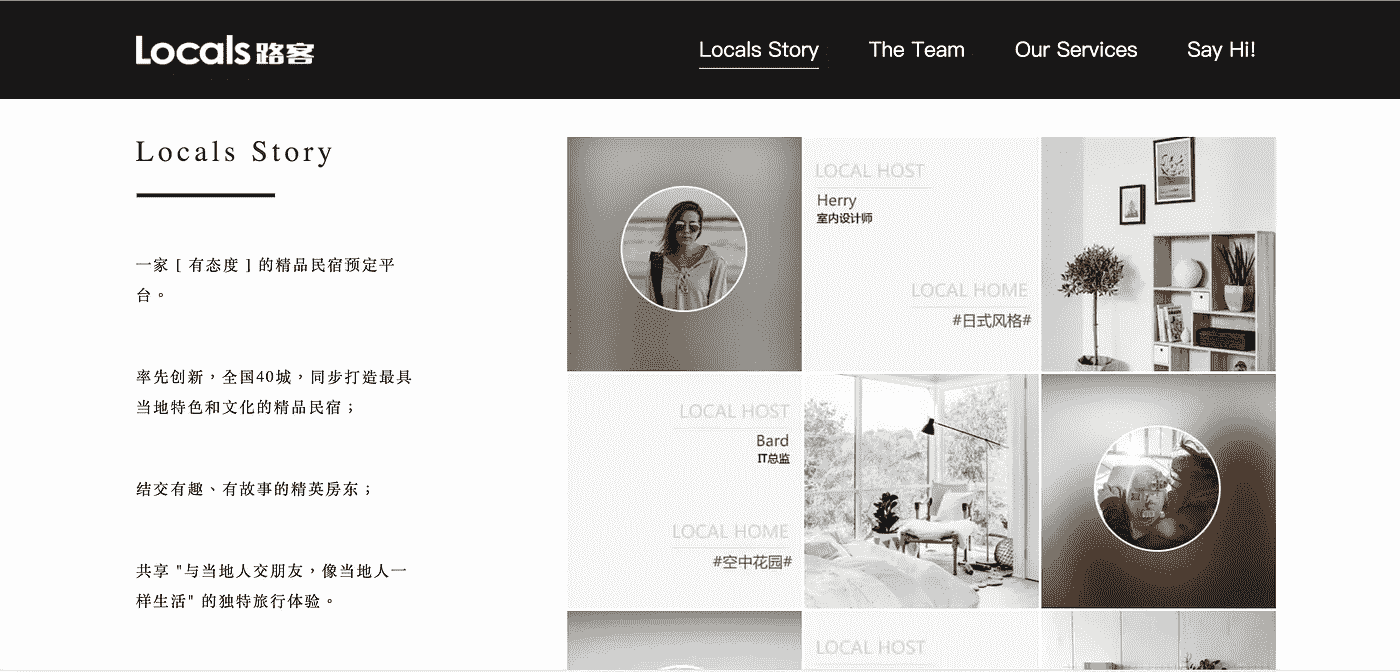 Locals 路客
Locals Story
The Team
Our Services
Say Hi!
Locals Story
一家 [ 有态度 ] 的精品民宿预定平
台。
率先创新，全国40城，同步打造最具
当地特色和文化的精品民宿；
结交有趣、有故事的精英房东；
共享 "与当地人交朋友，像当地人一
样生活" 的独特旅行体验。
LOCAL HOST
Herry
室内设计师
LOCAL HOME
#日式风格#
LOCAL HOST
Bard
IT总监
LOCAL HOME
#空中花园#
LOCAL HOST